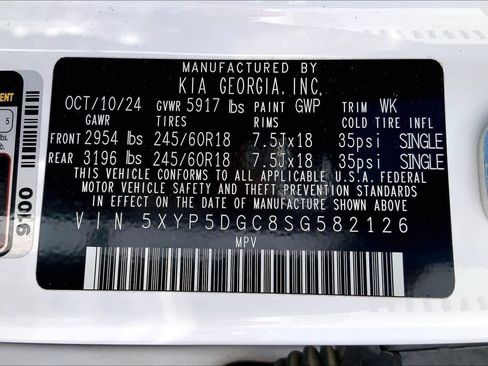 MANUFACTURED BY
KIA GEORGIA, INC.
OCT/10/24 GVWR 5917 lbs PAINT GWP TRIM WK
GAWR TIRES RIMS COLD TIRE INFL
FRONT 2954 lbs 245/60R18 7.5Jx18 35psi SINGLE
REAR 3196 lbs 245/60R18 7.5Jx18 35psi SINGLE
THIS VEHICLE CONFORMS TO ALL APPLICABLE U.S.A. FEDERAL
MOTOR VEHICLE SAFETY AND THEFT PREVENTION STANDARDS
IN EFFECT ON THE DATE OF MANUFACTURE SHOWN ABOVE
VIN 5XYP5DGC8SG582126
MPV
5
lbs.
9100